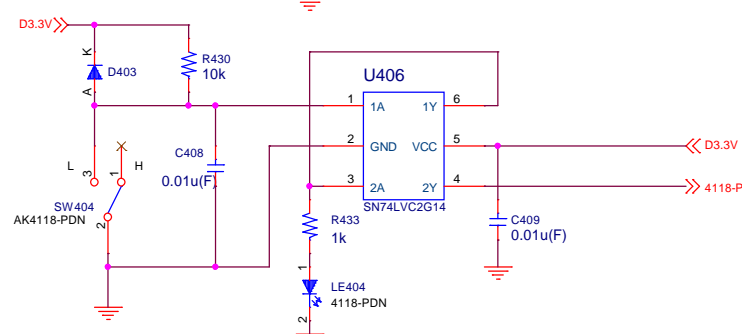 D3.3V
K
D403
A
R430
10k
U406
1
1A
1Y
6
2
GND
VCC
5
D3.3V
3
2A
2Y
4
4118-P
SN74LVC2G14
C408
0.01u(F)
L
3
1
H
SW404
AK4118-PDN
2
R433
1k
C409
0.01u(F)
1
LE404
4118-PDN
2